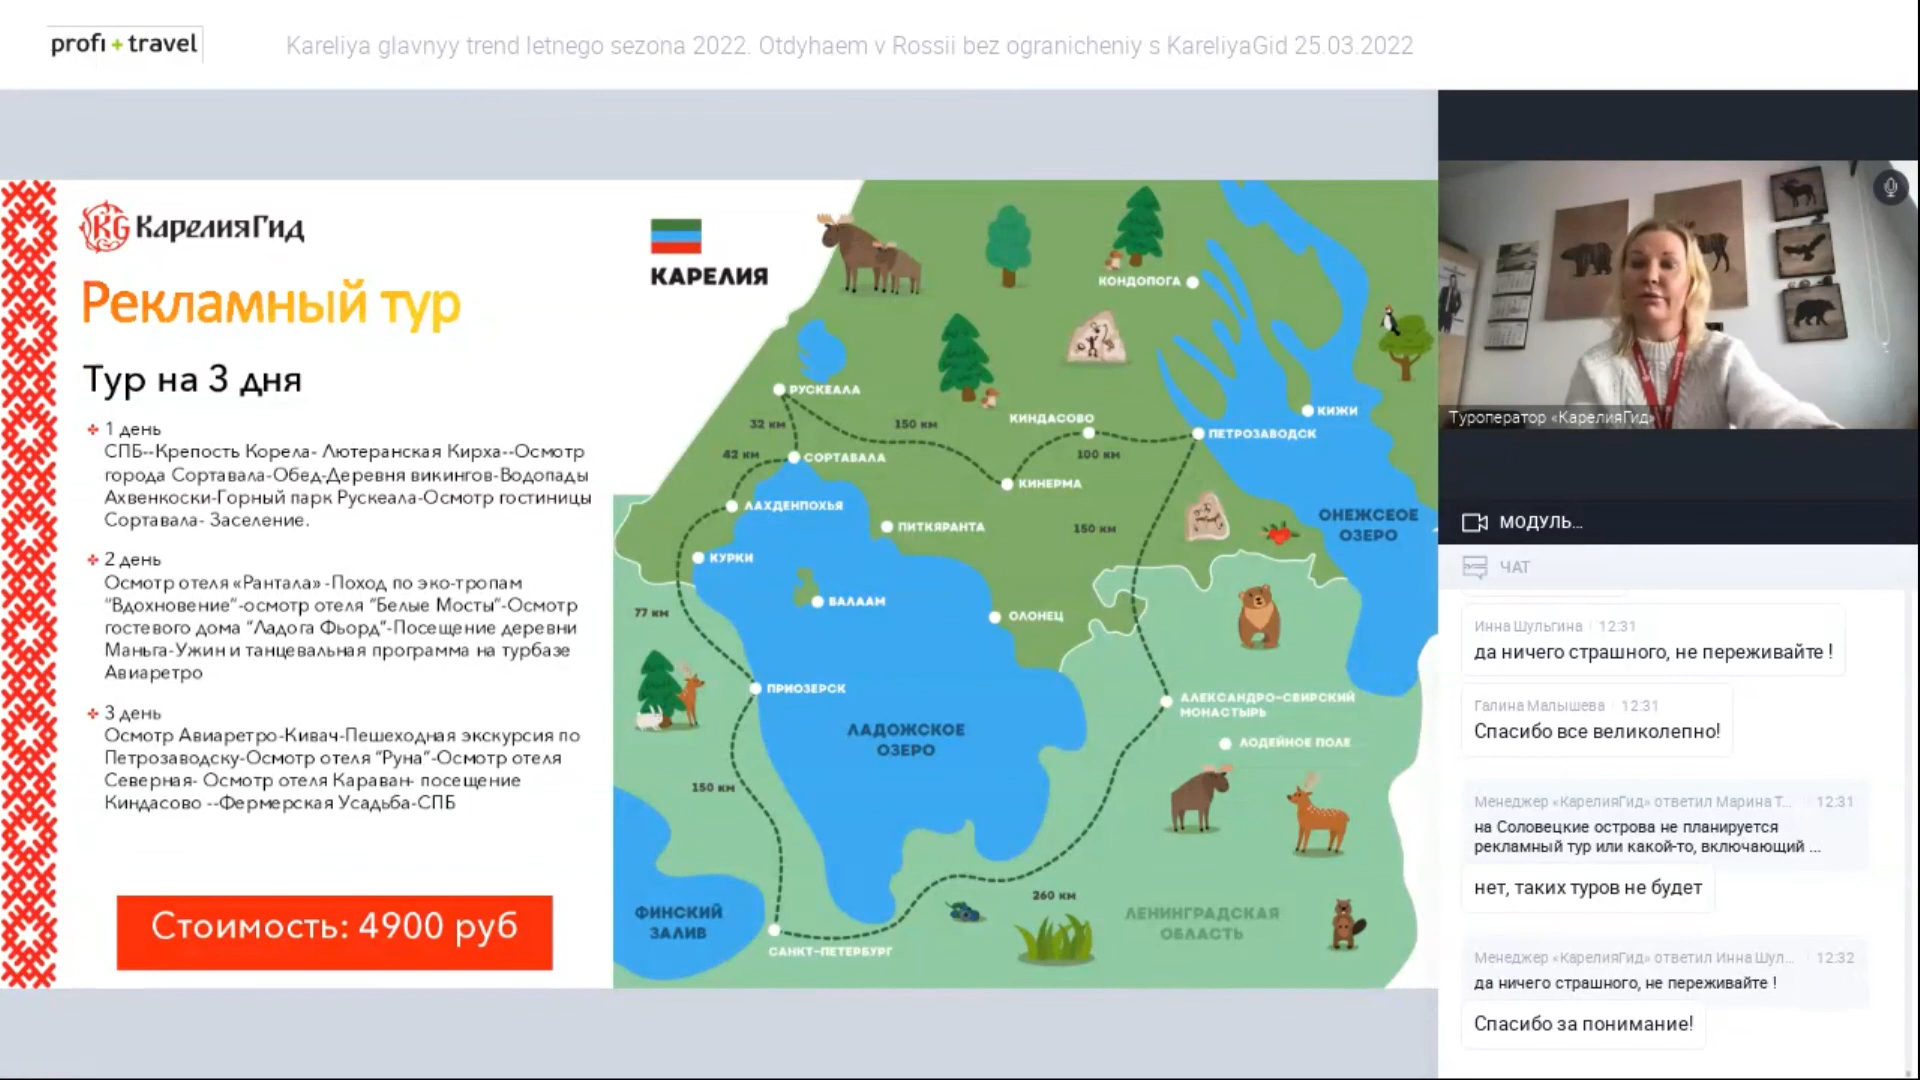 profi + travel
Kareliya glavnyy trend letnego sezona 2022. Otdyhaem v Rossii bez ogranicheniy s KareliyaGid 25.03.2022
KG КарелияГид
Рекламный тур
Тур на 3 дня
1 день
СПБ--Крепость Корела- Лютеранская Кирха--Осмотр
города Сортавала-Обед-Деревня викингов-Водопады
Ахвенкоски-Горный парк Рускеала-Осмотр гостиницы
Сортавала- Заселение.
2 день
Осмотр отеля «Рантала» -Поход по эко-тропам
"Вдохновение"-осмотр отеля "Белые Мосты"-Осмотр
гостевого дома "Ладога Фьорд"-Посещение деревни
Маньга-Ужин и танцевальная программа на турбазе
Авиаретро
3 день
Осмотр Авиаретро-Кивач-Пешеходная экскурсия по
Петрозаводску-Осмотр отеля "Руна"-Осмотр отеля
Северная- Осмотр отеля Караван- посещение
Киндасово --Фермерская Усадьба-СПБ
Стоимость: 4900 руб
КАРЕЛИЯ
КОНДОПОГА
РУСКЕАЛА
КИЖИ
КИНДАСОВО
32 км
150 км
ПЕТРОЗАВОДСК
42 км
СОРТАВАЛА
100 км
КИНЕРМА
ЛАХДЕНПОХЬЯ
ПИТКЯРАНТА
150 км
ОНЕЖСЕОЕ
ОЗЕРО
КУРКИ
ВАЛААМ
77 км
ОЛОНЕЦ
ПРИОЗЕРСК
АЛЕКСАНДРО-СВИРСКИЙ
МОНАСТЫРЬ
ЛАДОЖСКОЕ
ОЗЕРО
ЛОДЕЙНОЕ ПОЛЕ
150 км
260 км
ФИНСКИЙ
ЗАЛИВ
ЛЕНИНГРАДСКАЯ
ОБЛАСТЬ
САНКТ-ПЕТЕРБУРГ
Туроператор «КарелияГид»
МОДУЛЬ...
ЧАТ
Инна Шульгина 12:31
да ничего страшного, не переживайте !
Галина Малышева 12:31
Спасибо все великолепно!
Менеджер «КарелияГид» ответил Марина Т... 12:31
на Соловецкие острова не планируется
рекламный тур или какой-то, включающий ...
нет, таких туров не будет
Менеджер «КарелияГид» ответил Инна Шул... 12:32
да ничего страшного, не переживайте !
Спасибо за понимание!